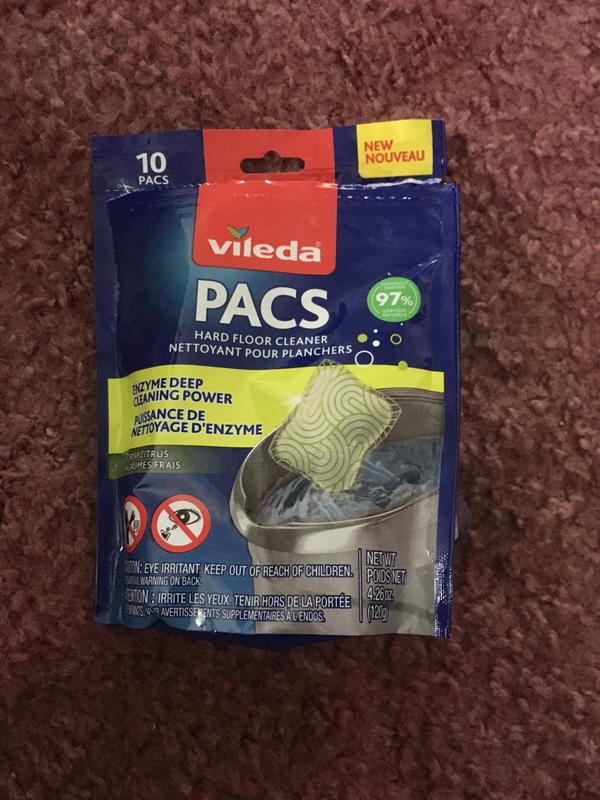 10
PACS
NEW
NOUVEAU
vileda®
PACS
97%
HARD FLOOR CLEANER
NETTOYANT POUR PLANCHERS
ENZYME DEEP
CLEANING POWER
PUISSANCE DE
NETTOYAGE D'ENZYME
CITRUS
AGRUMES FRAIS
EYE IRRITANT. KEEP OUT OF REACH OF CHILDREN.
WARNING ON BACK.
IRRITE LES YEUX. TENIR HORS DE LA PORTÉE
AVERTISSEMENTS SUPPLÉMENTAIRES À L'ENDOS.
NET WT
POIDS NET
4.26 oz.
(120g)